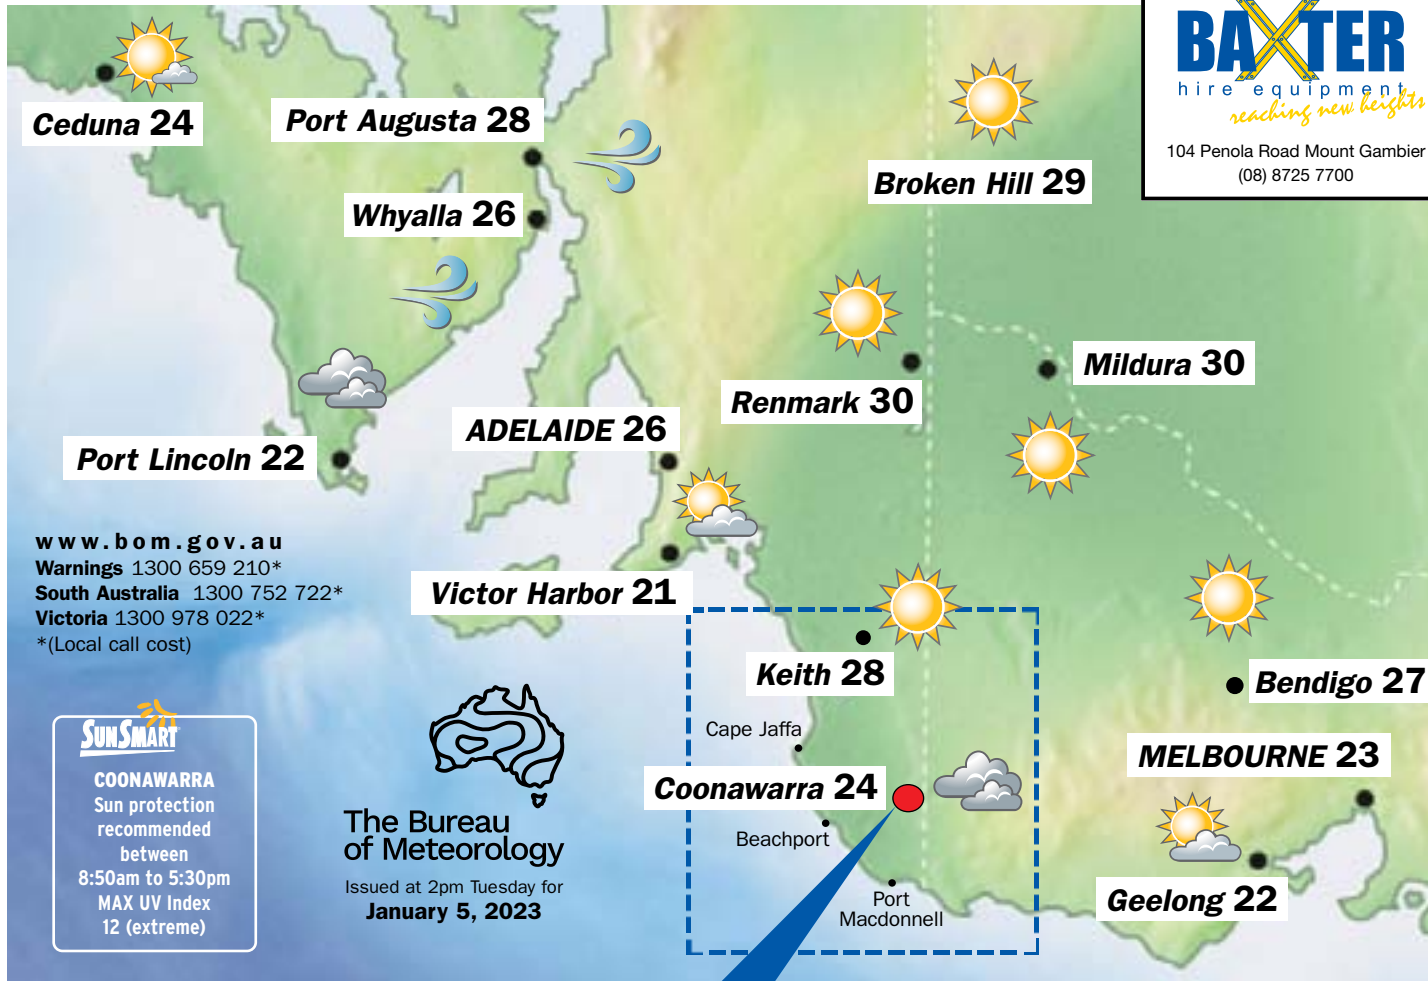 BAXTER
hire equipment
reaching new heights
104 Penola Road Mount Gambier
(08) 8725 7700
Ceduna 24
Port Augusta 28
Whyalla 26
Broken Hill 29
Renmark 30
Mildura 30
ADELAIDE 26
Port Lincoln 22
Victor Harbor 21
www.bom.gov.au
Warnings 1300 659 210*
South Australia 1300 752 722*
Victoria 1300 978 022*
*(Local call cost)
Keith 28
Bendigo 27
Cape Jaffa
MELBOURNE 23
Coonawarra 24
Beachport
Port
Macdonnell
Geelong 22
SUNSMART
COONAWARRA
Sun protection
recommended
between
8:50am to 5:30pm
MAX UV Index
12 (extreme)
The Bureau
of Meteorology
Issued at 2pm Tuesday for
January 5, 2023